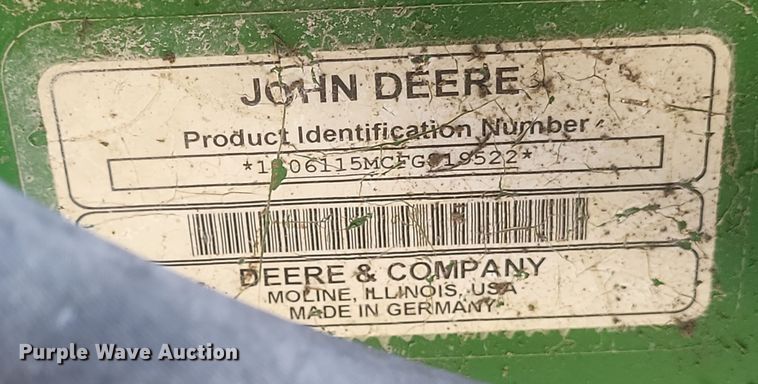 JOHN DEERE
Product Identification Number
DEERE & COMPANY
MOLINE, ILLINOIS, USA
MADE IN GERMANY
Purple Wave Auction